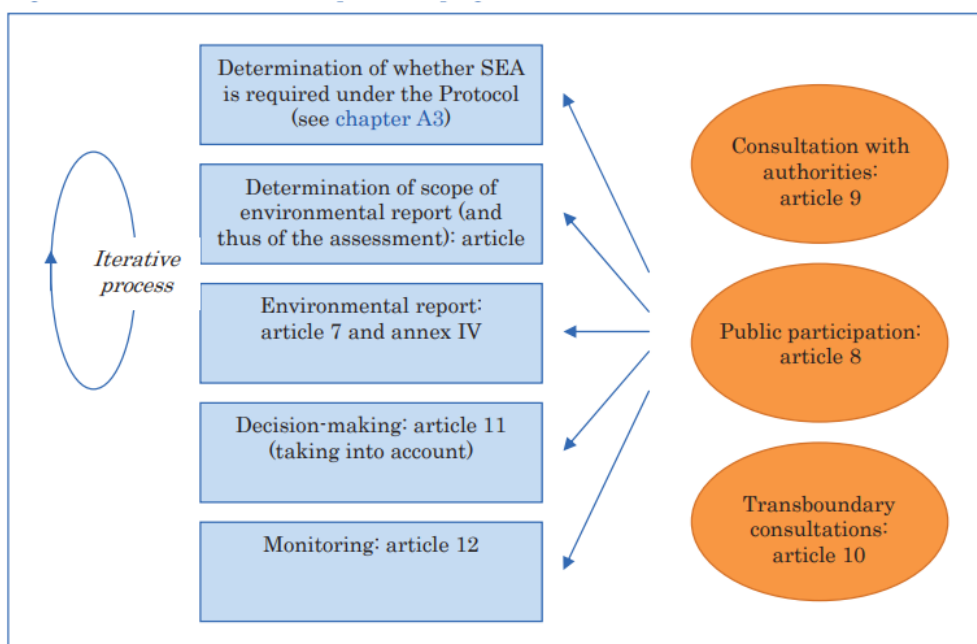 Determination of whether SEA
is required under the Protocol
(see chapter A3)
Determination of scope of
environmental report (and
thus of the assessment): article
Iterative
process
Environmental report:
article 7 and annex IV
Decision-making: article 11
(taking into account)
Monitoring: article 12
Consultation with
authorities:
article 9
Public participation:
article 8
Transboundary
consultations:
article 10